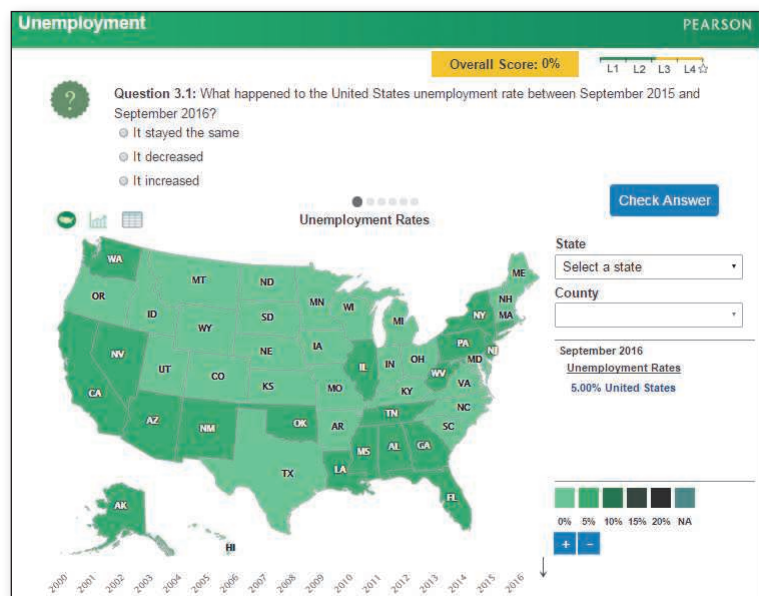 Unemployment
PEARSON
Overall Score: 0%
L1 L2 L3 L4
?
Question 3.1: What happened to the United States unemployment rate between September 2015 and
September 2016?
It stayed the same
It decreased
It increased
Check Answer
Unemployment Rates
State
Select a state
County
September 2016
Unemployment Rates
5.00% United States
WA
MT
ND
ME
OR
ID
MN
WI
NH
SD
MI
NY
MA
WY
IA
PA
NE
NJ
NV
IL
IN
OH
MD
UT
CO
WV
KS
MO
KY
VA
CA
NC
TN
AZ
NM
OK
AR
SC
MS
AL
GA
TX
LA
FL
AK
HI
0% 5% 10% 15% 20% NA
+ −
2000 2001 2002 2003 2004 2005 2006 2007 2008 2009 2010 2011 2012 2013 2014 2015 2016